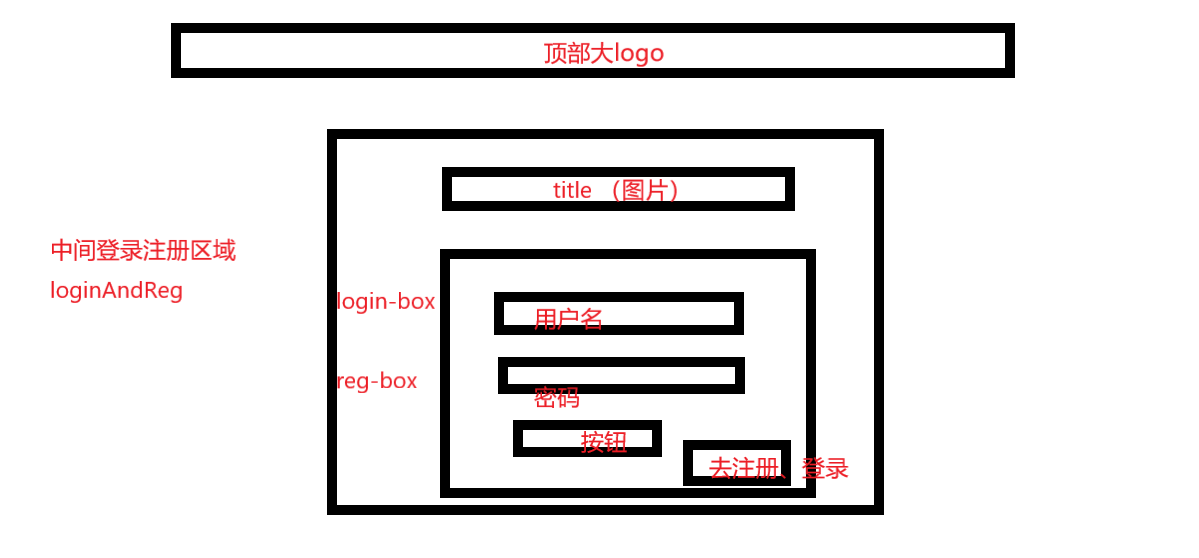 顶部大logo
title （图片）
中间登录注册区域
loginAndReg
login-box
用户名
reg-box
密码
按钮
去注册、登录